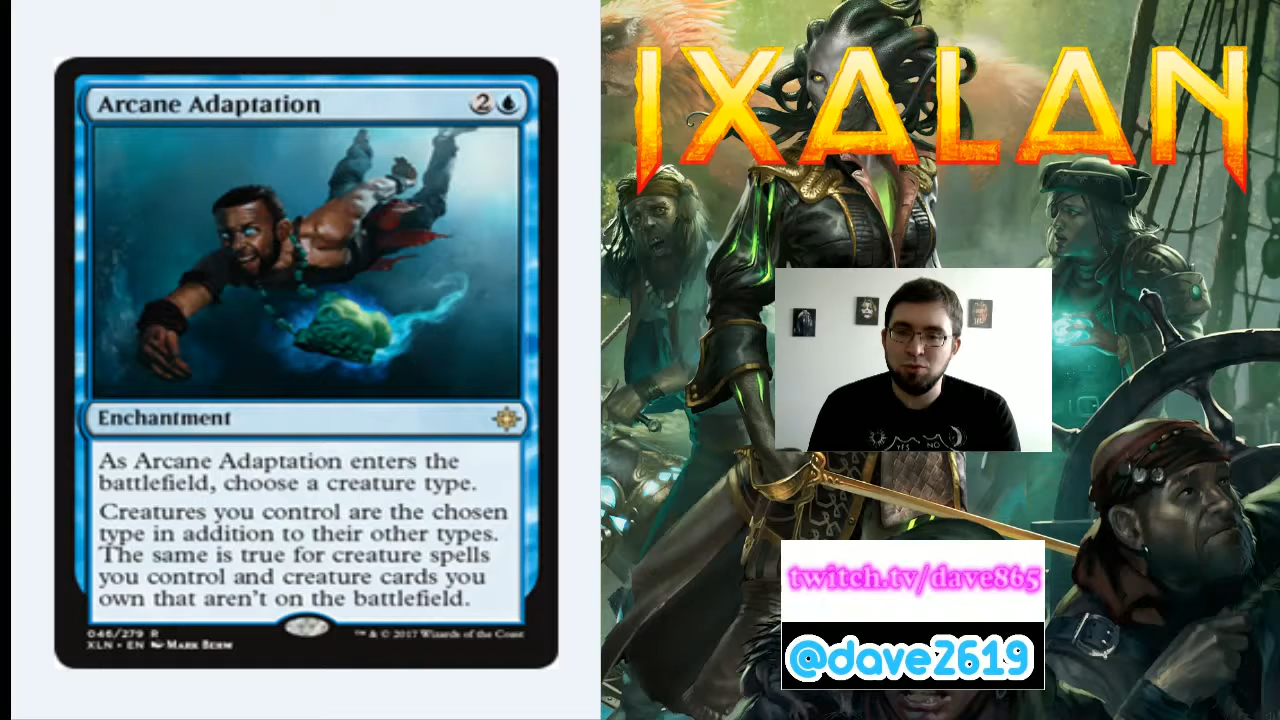 Arcane Adaptation 2
Enchantment
As Arcane Adaptation enters the
battlefield, choose a creature type.
Creatures you control are the chosen
type in addition to their other types.
The same is true for creature spells
you control and creature cards you
own that aren't on the battlefield.
046/279 R
XLN • EN Mark Behm
™ & © 2017 Wizards of the Coast
IXALAN
YES NO
twitch.tv/dave865
@dave2619